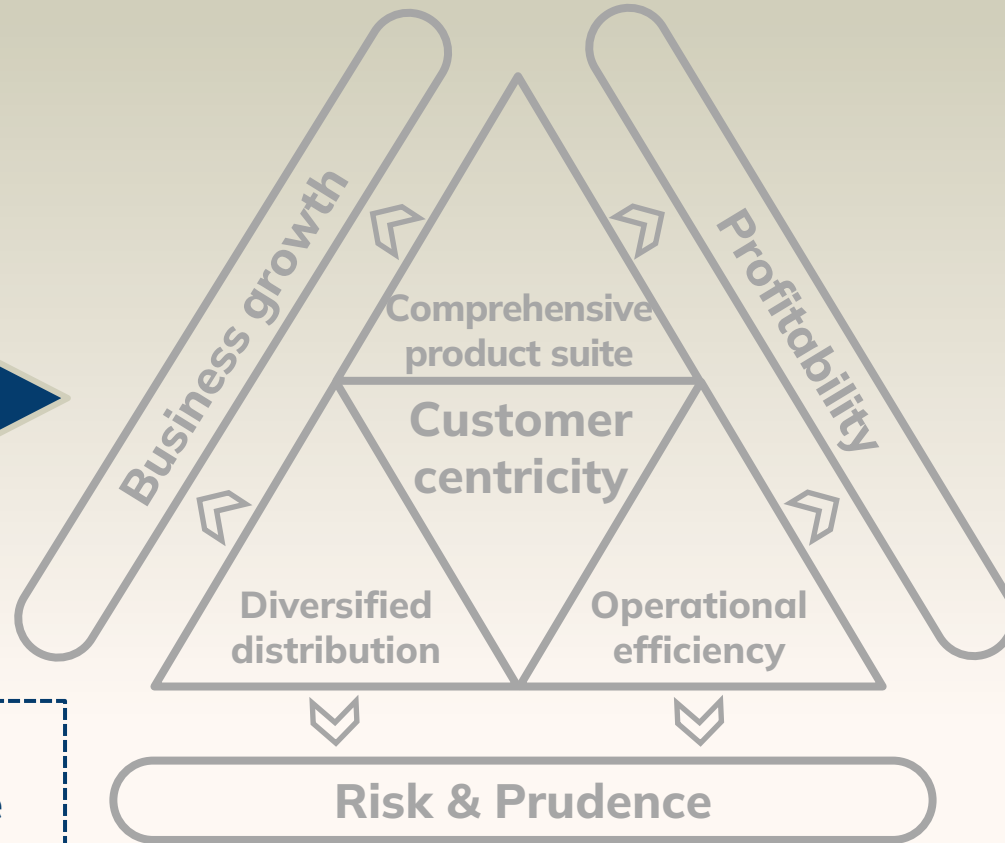 Business growth
Profitability
Comprehensive
product suite
Customer
centricity
Diversified
distribution
Operational
efficiency
Risk & Prudence